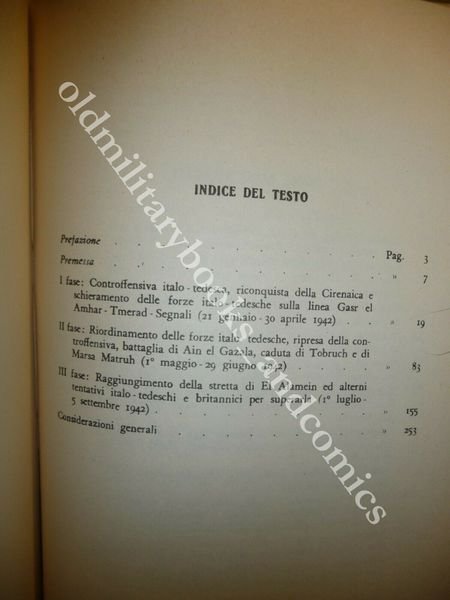 INDICE DEL TESTO
Prefazione . . . . . . . . . Pag. 3
Premessa . . . . . . . . . » 7
I fase: Controffensiva italo-tedesca, riconquista della Cirenaica e
schieramento delle forze italo-tedesche sulla linea Gasr el
Amhar - Tmerad - Segnali (21 gennaio - 30 aprile 1942) . . » 19
II fase: Riordinamento delle forze italo-tedesche, ripresa della con-
troffensiva, battaglia di Ain el Gazala, caduta di Tobruch e di
Marsa Matruh (1° maggio - 29 giugno 1942) . . . » 83
III fase: Raggiungimento della stretta di El Alamein ed alterni
tentativi italo-tedeschi e britannici per superarla (1° luglio -
5 settembre 1942) . . . . . . . . » 155
Considerazioni generali . . . . . . . » 253
oldmilitarybooks_andcomics